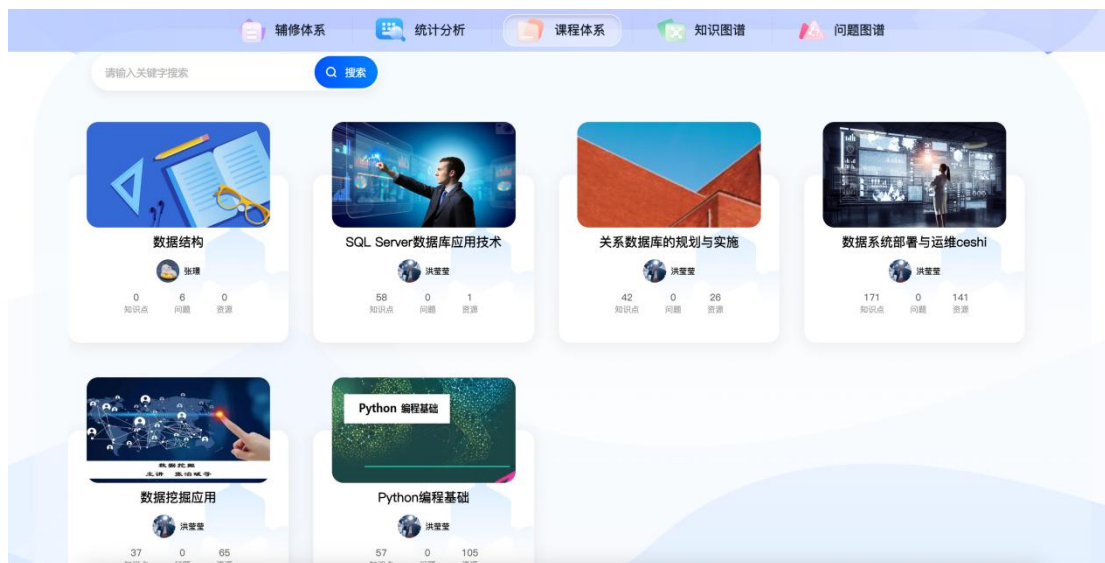 辅修体系 统计分析 课程体系 知识图谱 问题图谱
请输入关键字搜索 搜索
数据结构
张璟
0 6 0
知识点 问题 资源
SQL Server数据库应用技术
洪莹莹
58 0 1
知识点 问题 资源
关系数据库的规划与实施
洪莹莹
42 0 26
知识点 问题 资源
数据系统部署与运维ceshi
洪莹莹
171 0 141
知识点 问题 资源
数据挖掘
主讲
数据挖掘应用
洪莹莹
37 0 65
Python 编程基础
Python编程基础
洪莹莹
57 0 105